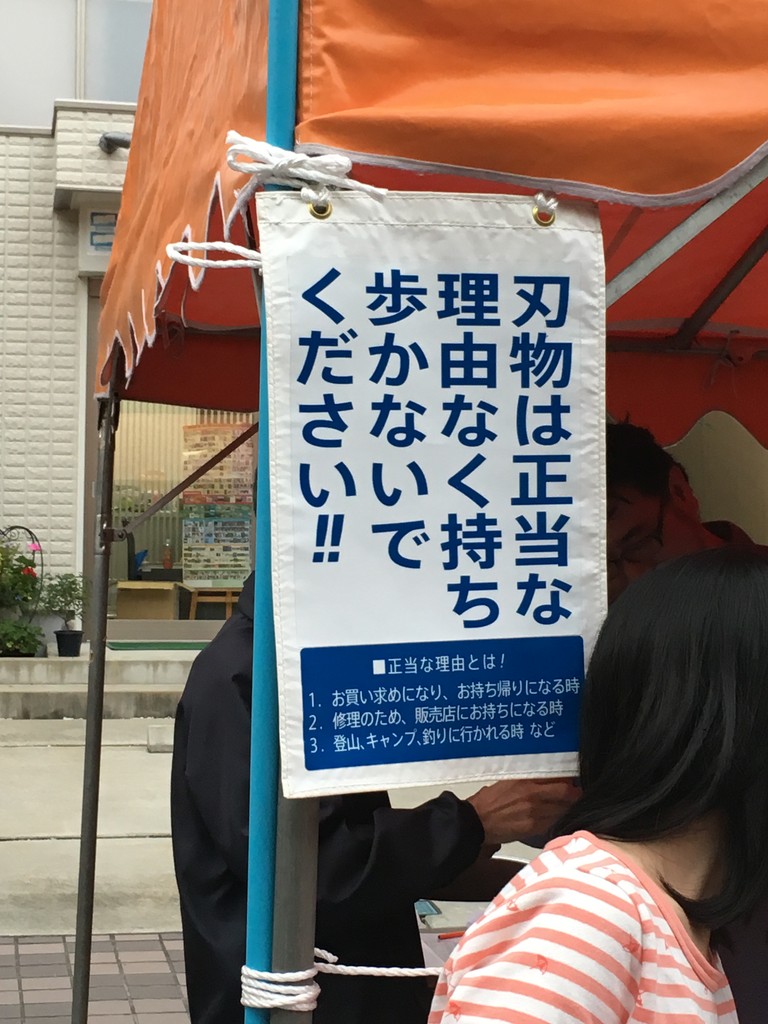 刃物は正当な
理由なく持ち
歩かないで
ください!!
■正当な理由とは!
1. お買い求めになり、お持ち帰りになる時
2. 修理のため、販売店にお持ちになる時
3. 登山、キャンプ、釣りに行かれる時 など